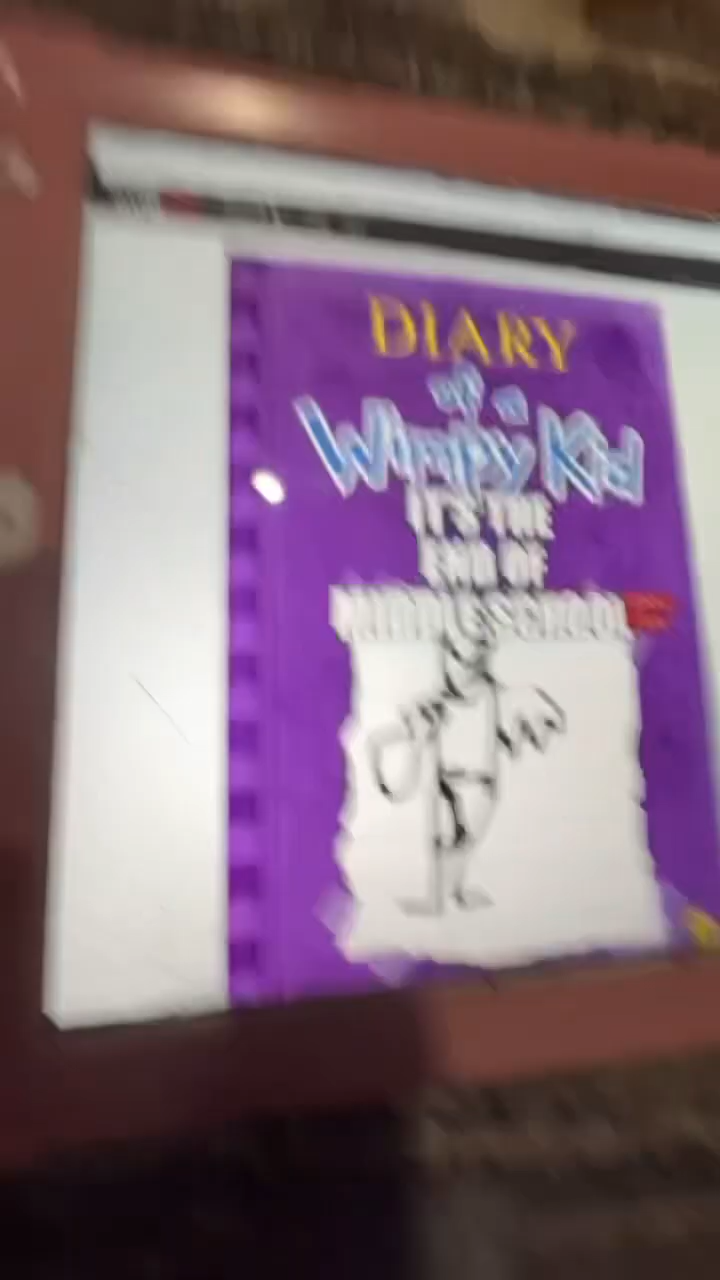 DIARY
of a
Wimpy Kid
IT'S THE
END OF
MIDDLE SCHOOL